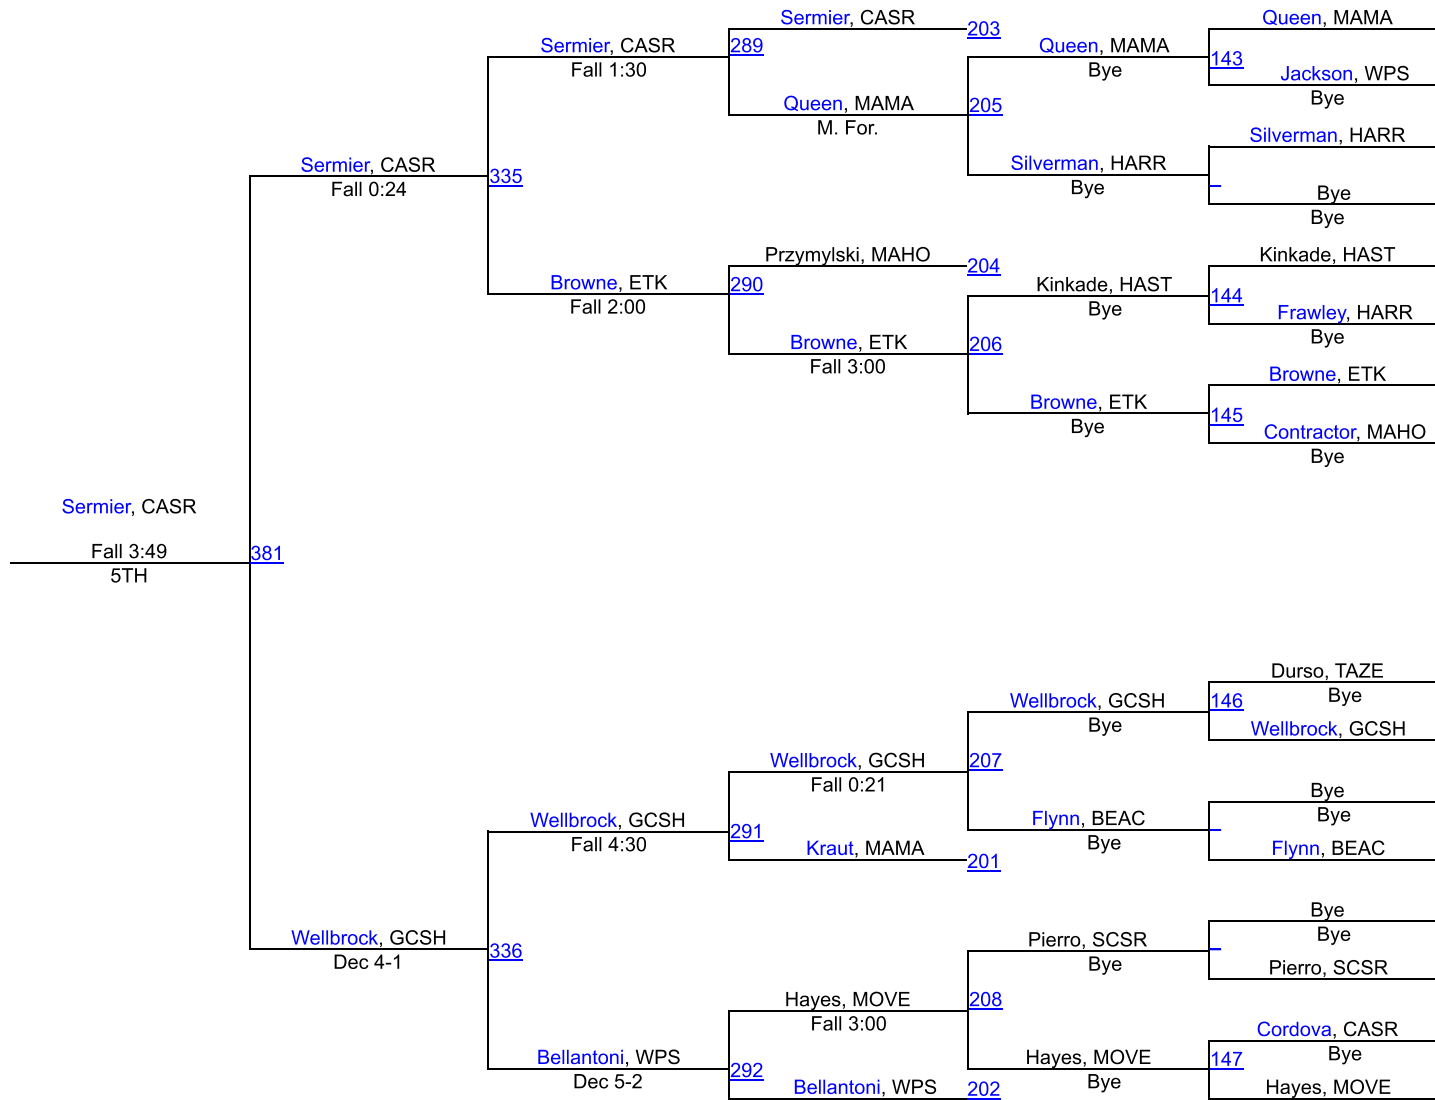 Sermier, CASR
203
Queen, MAMA
Sermier, CASR
289
Queen, MAMA
143
Fall 1:30
Bye
Jackson, WPS
Bye
Queen, MAMA
205
M. For.
Silverman, HARR
Sermier, CASR
335
Silverman, HARR
Fall 0:24
Bye
Bye
Bye
Przymylski, MAHO
204
Kinkade, HAST
Browne, ETK
290
Kinkade, HAST
144
Fall 2:00
Bye
Frawley, HARR
Bye
Browne, ETK
206
Fall 3:00
Browne, ETK
Browne, ETK
145
Bye
Contractor, MAHO
Bye
Sermier, CASR
Fall 3:49
381
5TH
Durso, TAZE
Wellbrock, GCSH
146
Bye
Bye
Wellbrock, GCSH
Wellbrock, GCSH
207
Fall 0:21
Bye
Wellbrock, GCSH
291
Flynn, BEAC
Bye
Fall 4:30
Bye
Kraut, MAMA
201
Flynn, BEAC
Bye
Wellbrock, GCSH
336
Pierro, SCSR
Bye
Dec 4-1
Bye
Pierro, SCSR
Hayes, MOVE
208
Fall 3:00
Cordova, CASR
Bellantoni, WPS
292
Hayes, MOVE
147
Bye
Dec 5-2
Bye
Bellantoni, WPS
202
Hayes, MOVE